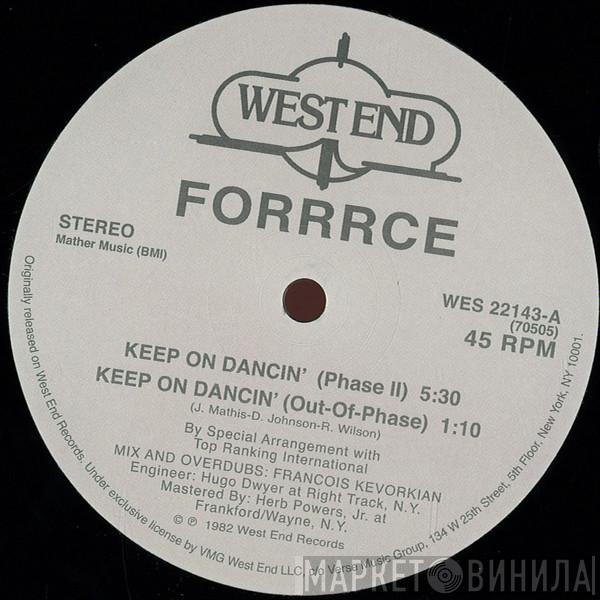 WEST END
FORRRCE
STEREO
Mather Music (BMI)
WES 22143-A
(70505)
45 RPM
KEEP ON DANCIN' (Phase II) 5:30
KEEP ON DANCIN' (Out-Of-Phase) 1:10
(J. Mathis-D. Johnson-R. Wilson)
By Special Arrangement with
Top Ranking International
MIX AND OVERDUBS: FRANCOIS KEVORKIAN
Engineer: Hugo Dwyer at Right Track, N.Y.
Mastered By: Herb Powers, Jr. at
Frankford/Wayne, N.Y.
© ℗ 1982 West End Records
Originally released on West End Records. Under exclusive license by VMG West End LLC, c/o Verse Music Group, 134 W 25th Street, 5th Floor, New York, NY 10001.
МАРКЕТ ВИНИЛА